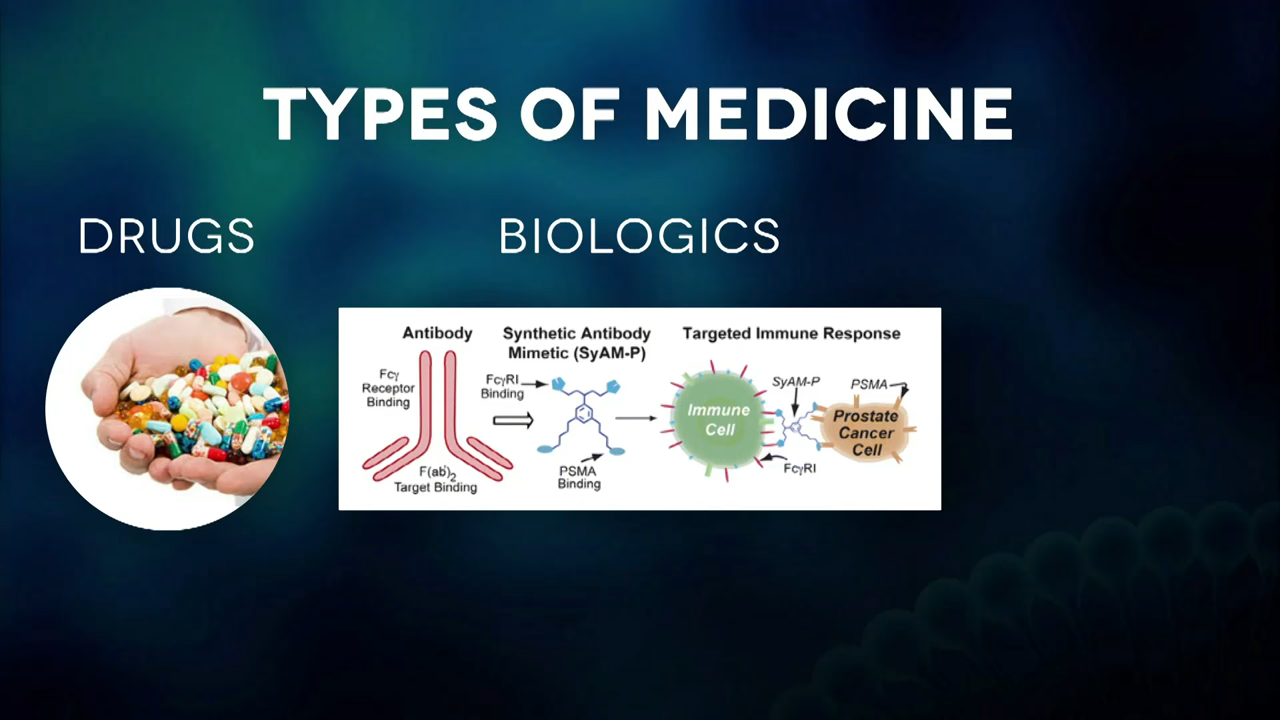 TYPES OF MEDICINE
DRUGS
BIOLOGICS
Antibody
Fcγ
Receptor
Binding
F(ab')2
Target Binding
Synthetic Antibody
Mimetic (SyAM-P)
FcγRI
Binding
PSMA
Binding
Targeted Immune Response
Immune
Cell
SyAM-P
PSMA
Prostate
Cancer
Cell
FcγRI